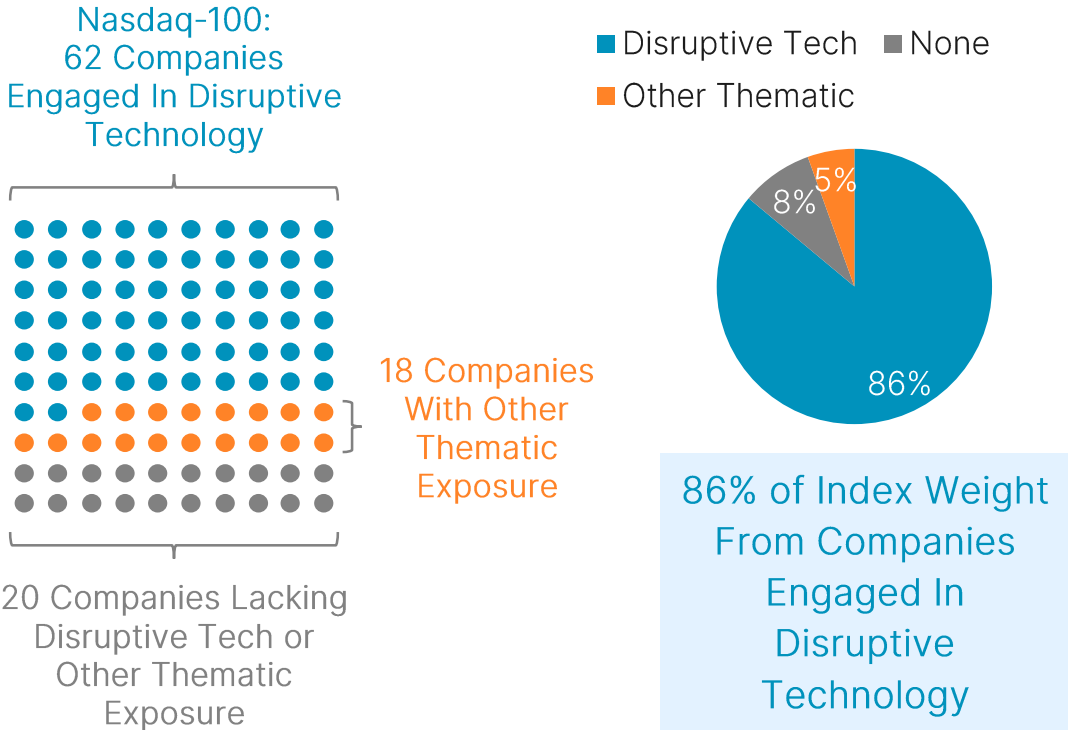 Nasdaq-100:
62 Companies
Engaged In Disruptive
Technology
18 Companies
With Other
Thematic
Exposure
20 Companies Lacking
Disruptive Tech or
Other Thematic
Exposure
Disruptive Tech
None
Other Thematic
5%
8%
86%
86% of Index Weight
From Companies
Engaged In
Disruptive
Technology